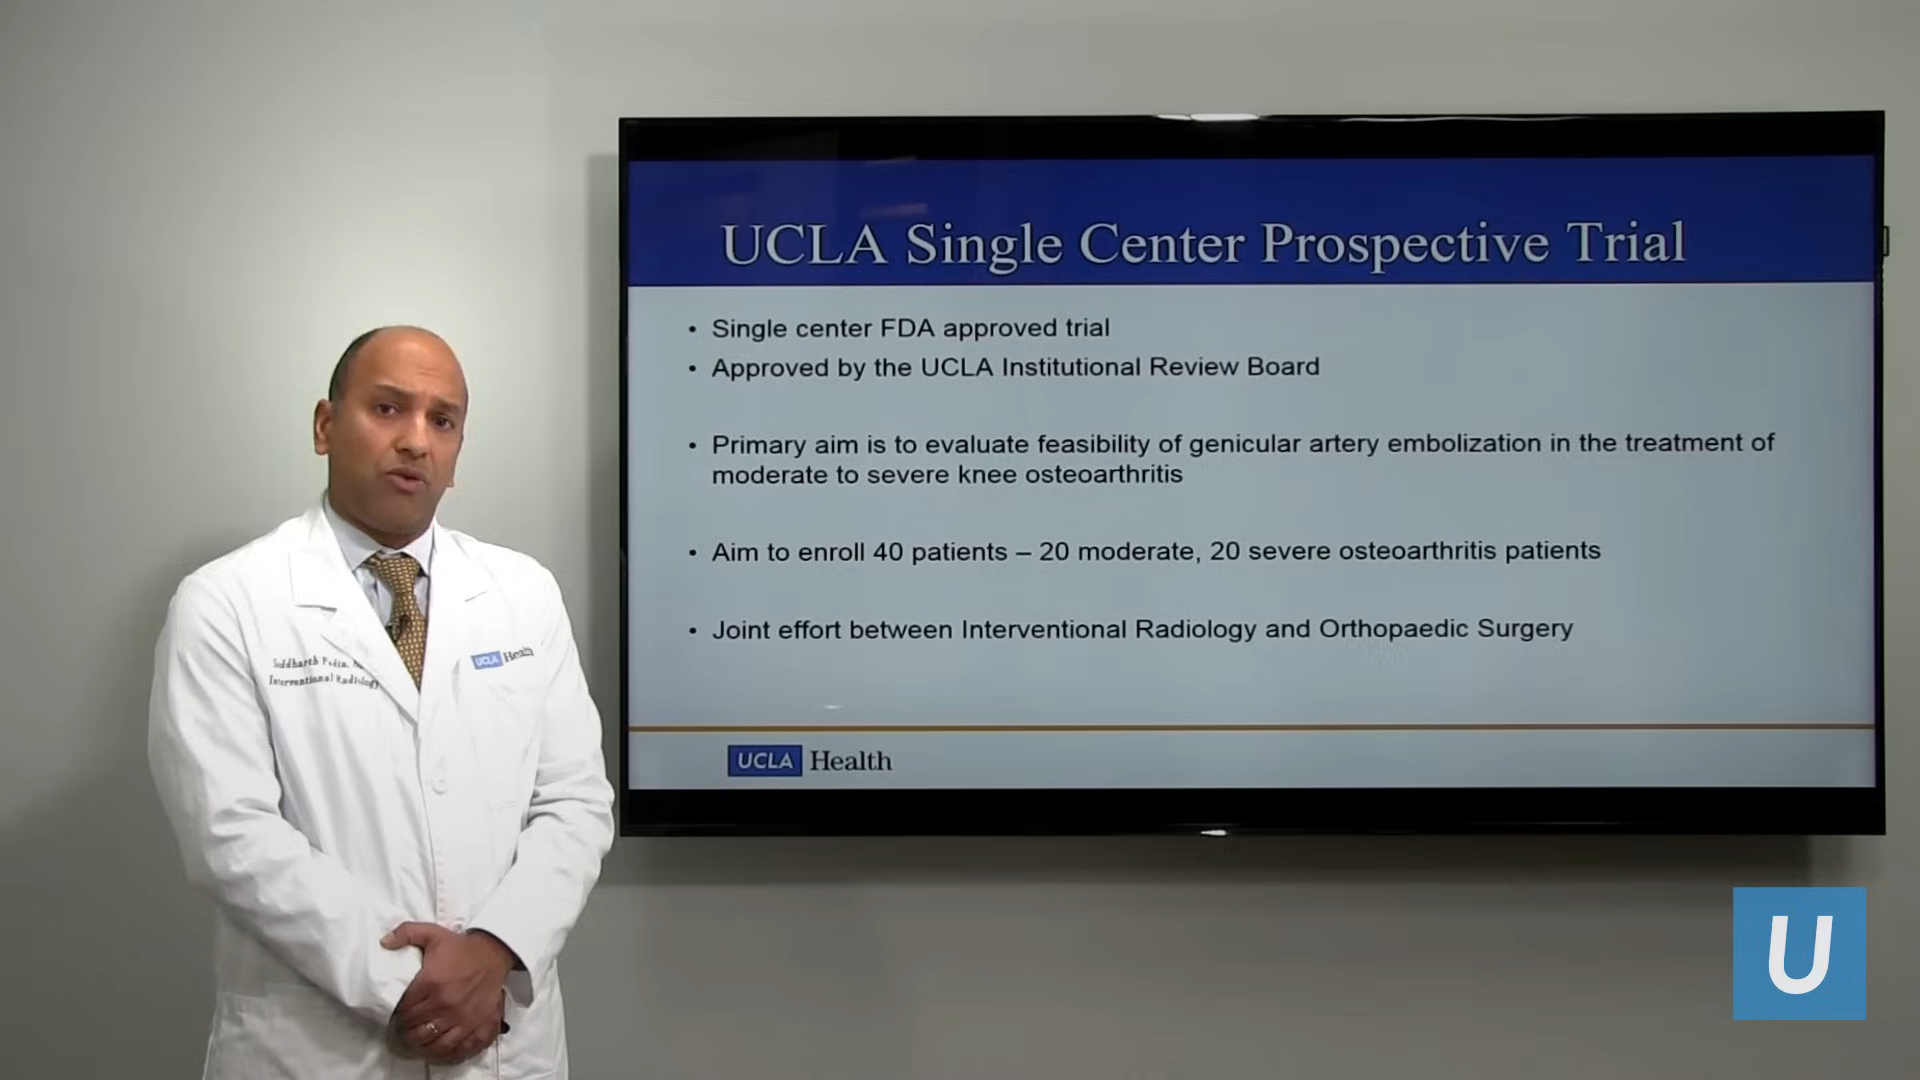 UCLA Single Center Prospective Trial
• Single center FDA approved trial
• Approved by the UCLA Institutional Review Board
• Primary aim is to evaluate feasibility of genicular artery embolization in the treatment of
moderate to severe knee osteoarthritis
• Aim to enroll 40 patients – 20 moderate, 20 severe osteoarthritis patients
• Joint effort between Interventional Radiology and Orthopaedic Surgery
UCLA Health
Siddharth
Interventional Radiology
UCLA Health
U